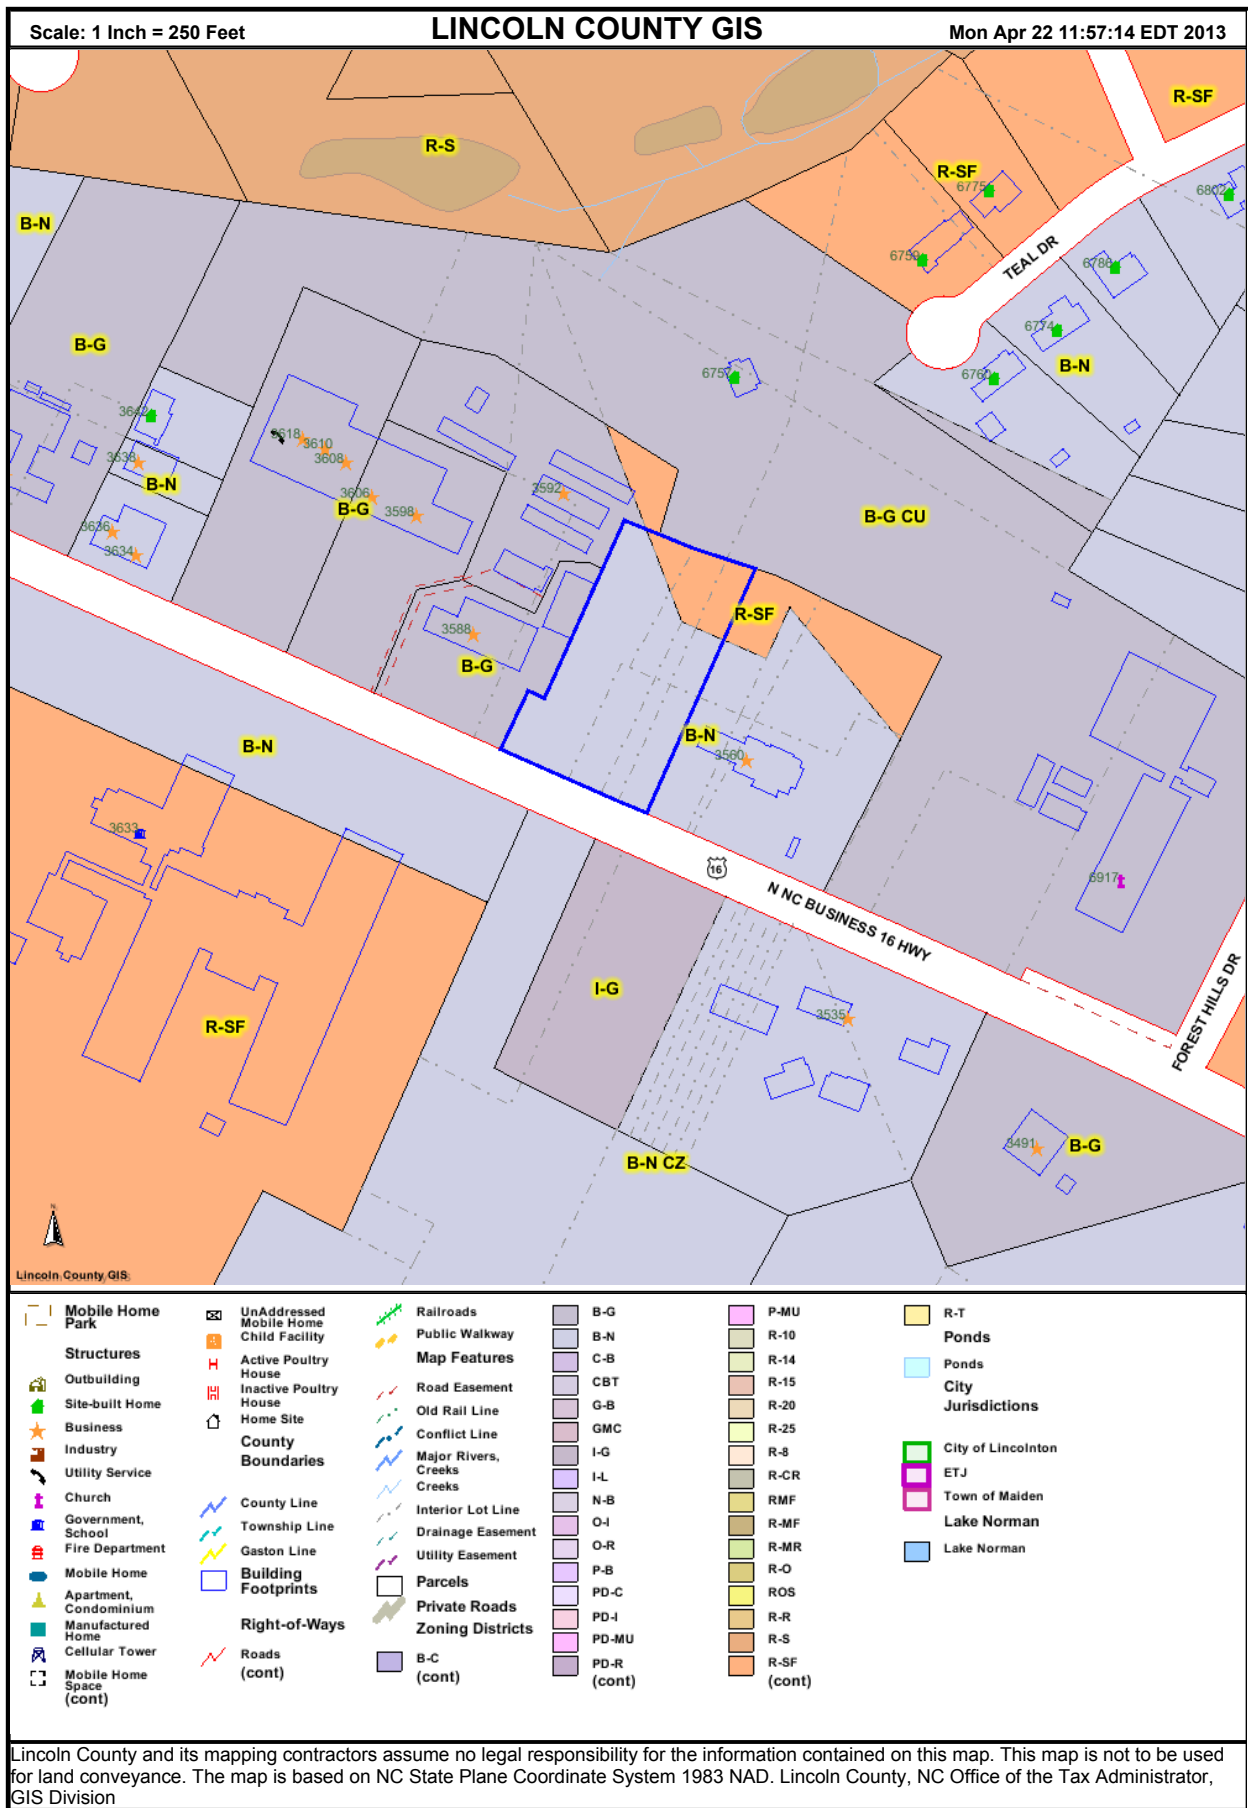 Scale: 1 Inch = 250 Feet
LINCOLN COUNTY GIS
Mon Apr 22 11:57:14 EDT 2013
R-SF
R-S
R-SF
6775
6802
B-N
6759
TEAL DR
6786
6774
B-G
B-N
6757
6760
3642
3618
3610
3608
3638
B-N
3606
3592
B-G
3598
B-G CU
3636
3634
R-SF
3588
B-G
B-N
B-N
3560
3633
16
N NC BUSINESS 16 HWY
6917
I-G
FOREST HILLS DR
R-SF
3535
3491
B-G
B-N CZ
N
Lincoln County GIS
Mobile Home
Park
Structures
Outbuilding
Site-built Home
Business
Industry
Utility Service
Church
Government,
School
Fire Department
Mobile Home
Apartment,
Condominium
Manufactured
Home
Cellular Tower
Mobile Home
Space
(cont)
UnAddressed
Mobile Home
Child Facility
Active Poultry
House
Inactive Poultry
House
Home Site
County
Boundaries
County Line
Township Line
Gaston Line
Building
Footprints
Right-of-Ways
Roads
(cont)
Railroads
Public Walkway
Map Features
Road Easement
Old Rail Line
Conflict Line
Major Rivers,
Creeks
Creeks
Interior Lot Line
Drainage Easement
Utility Easement
Parcels
Private Roads
Zoning Districts
B-C
(cont)
B-G
B-N
C-B
CBT
G-B
GMC
I-G
I-L
N-B
O-I
O-R
P-B
PD-C
PD-I
PD-MU
PD-R
(cont)
P-MU
R-10
R-14
R-15
R-20
R-25
R-8
R-CR
RMF
R-MF
R-MR
R-O
ROS
R-R
R-S
R-SF
(cont)
R-T
Ponds
Ponds
City
Jurisdictions
City of Lincolnton
ETJ
Town of Maiden
Lake Norman
Lake Norman
Lincoln County and its mapping contractors assume no legal responsibility for the information contained on this map. This map is not to be used
for land conveyance. The map is based on NC State Plane Coordinate System 1983 NAD. Lincoln County, NC Office of the Tax Administrator,
GIS Division